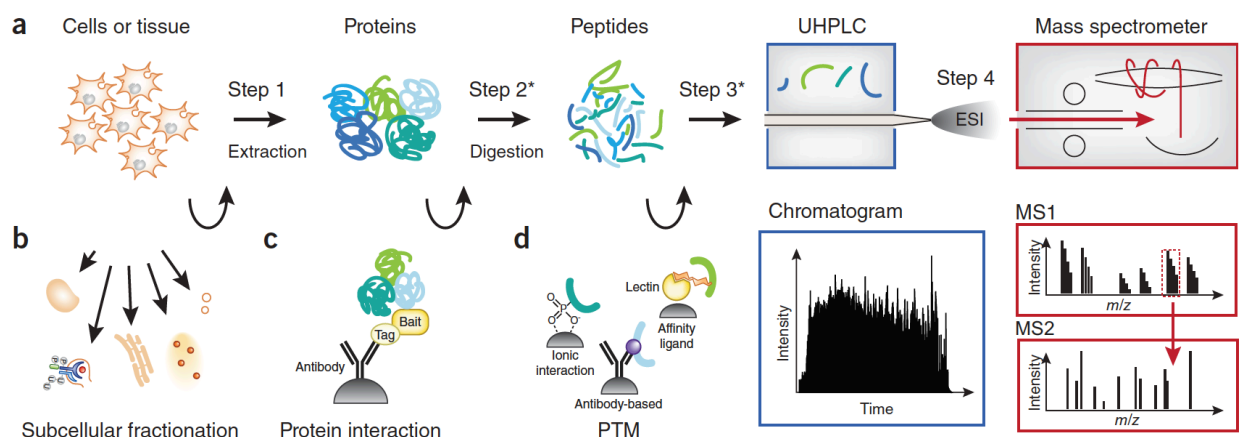 a
Cells or tissue
Proteins
Peptides
UHPLC
Mass spectrometer
Step 1
Extraction
Step 2*
Digestion
Step 3*
Step 4
ESI
b
Subcellular fractionation
c
Bait
Tag
Antibody
Protein interaction
d
Lectin
Affinity
ligand
O
O P O-
O-
Ionic
interaction
Antibody-based
PTM
Chromatogram
Intensity
Time
MS1
Intensity
m/z
MS2
Intensity
m/z